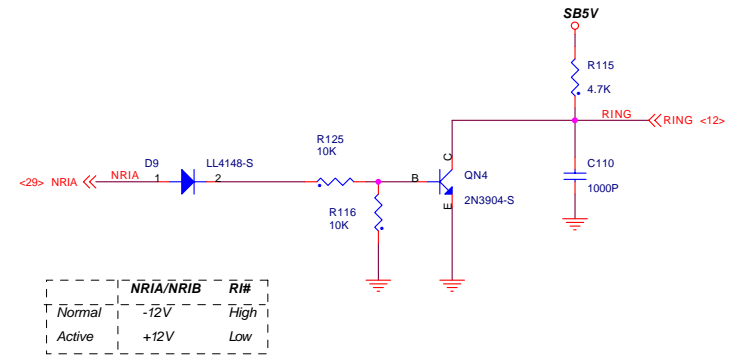 SB5V
R115
4.7K
RING
RING <12>
R125
10K
D9
LL4148-S
<29> NRIA
NRIA
1
2
B
C
E
QN4
2N3904-S
C110
1000P
R116
10K
NRIA/NRIB RI#
Normal -12V High
Active +12V Low